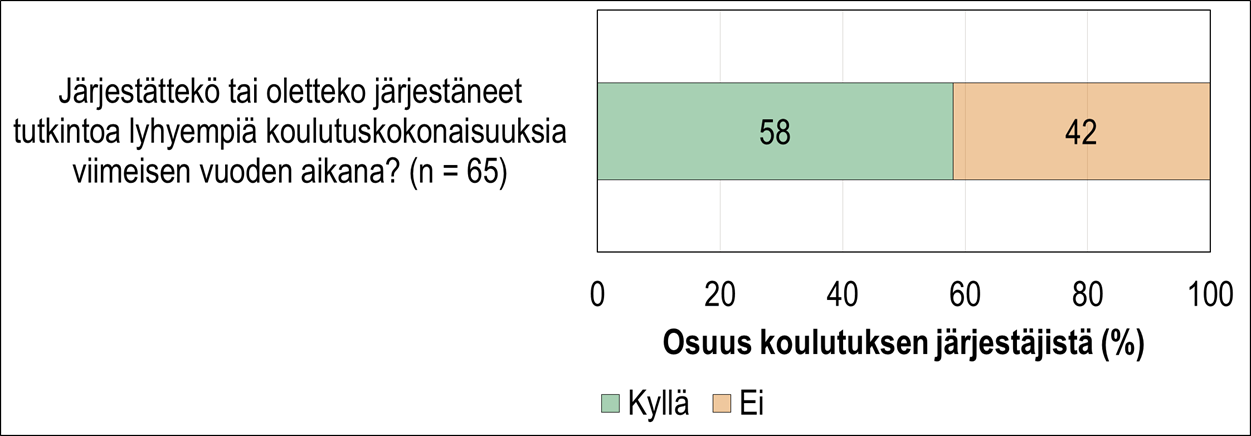 Järjestättekö tai oletteko järjestäneet
tutkintoa lyhyempiä koulutuskokonaisuuksia
viimeisen vuoden aikana? (n = 65)
58 42
0 20 40 60 80 100
Osuus koulutuksen järjestäjistä (%)
Kyllä Ei